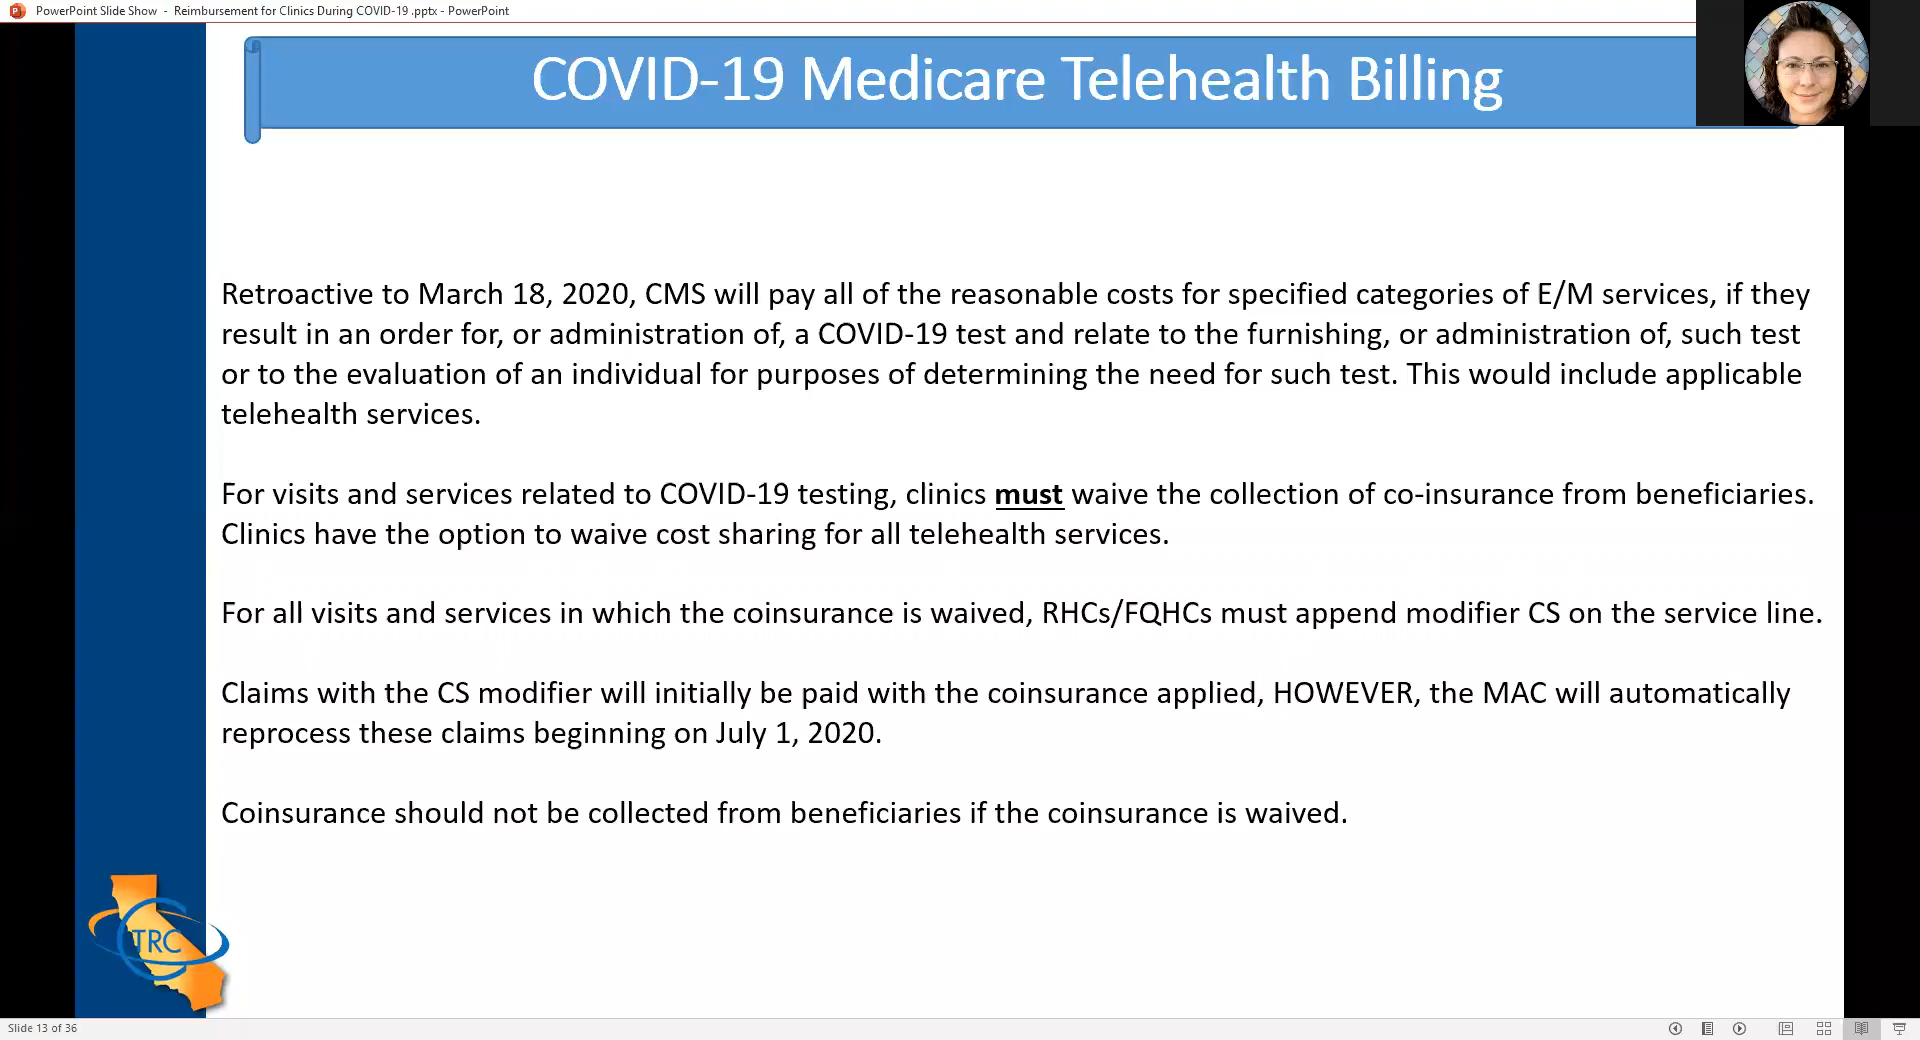 PowerPoint Slide Show - Reimbursement for Clinics During COVID-19 .pptx - PowerPoint
COVID-19 Medicare Telehealth Billing
Retroactive to March 18, 2020, CMS will pay all of the reasonable costs for specified categories of E/M services, if they
result in an order for, or administration of, a COVID-19 test and relate to the furnishing, or administration of, such test
or to the evaluation of an individual for purposes of determining the need for such test. This would include applicable
telehealth services.
For visits and services related to COVID-19 testing, clinics must waive the collection of co-insurance from beneficiaries.
Clinics have the option to waive cost sharing for all telehealth services.
For all visits and services in which the coinsurance is waived, RHCs/FQHCs must append modifier CS on the service line.
Claims with the CS modifier will initially be paid with the coinsurance applied, HOWEVER, the MAC will automatically
reprocess these claims beginning on July 1, 2020.
Coinsurance should not be collected from beneficiaries if the coinsurance is waived.
TRC
Slide 13 of 36